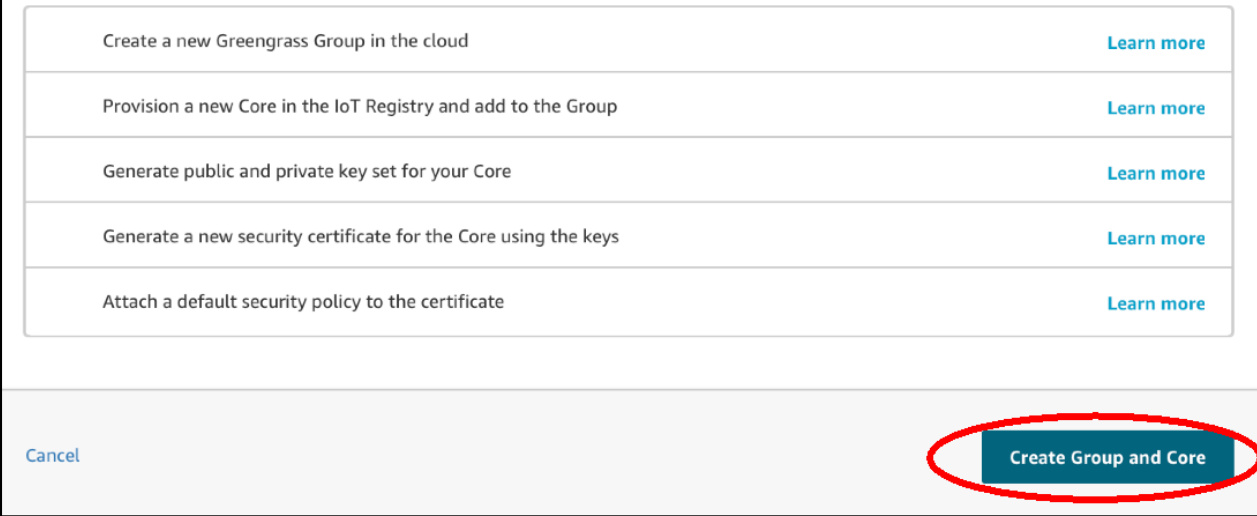 Create a new Greengrass Group in the cloud Learn more
Provision a new Core in the IoT Registry and add to the Group Learn more
Generate public and private key set for your Core Learn more
Generate a new security certificate for the Core using the keys Learn more
Attach a default security policy to the certificate Learn more
Cancel Create Group and Core